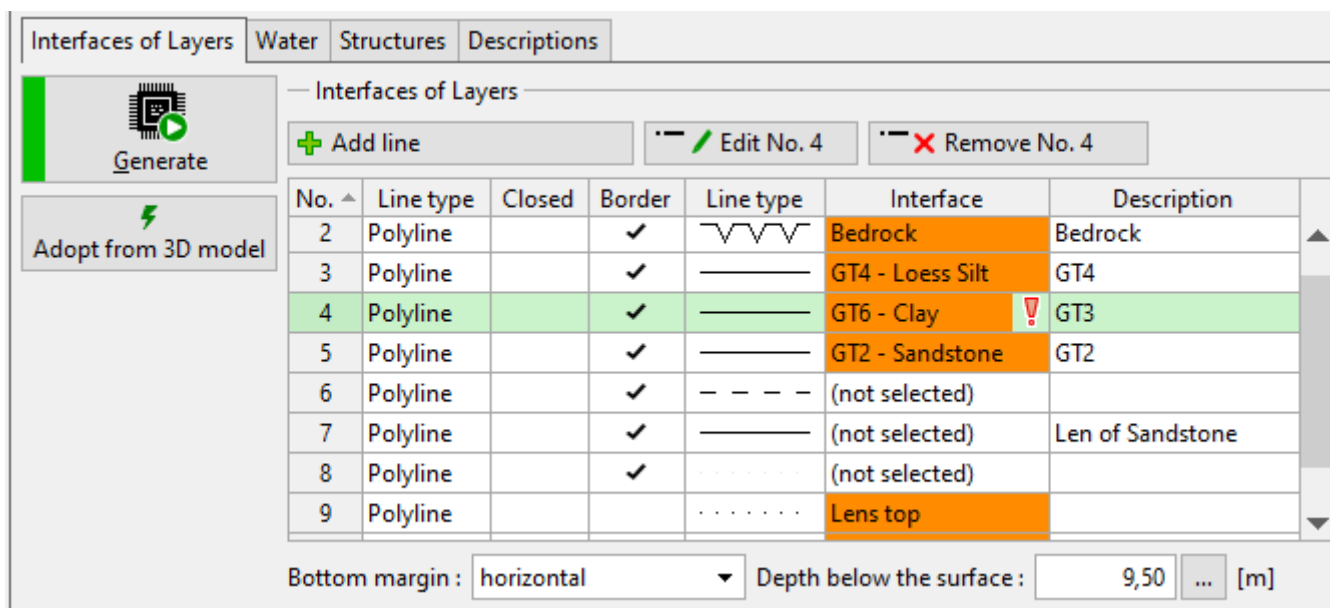 Interfaces of Layers Water Structures Descriptions
Interfaces of Layers
Generate
Adopt from 3D model
Add line Edit No. 4 Remove No. 4
No. Line type Closed Border Line type Interface Description
2 Polyline Bedrock Bedrock
3 Polyline GT4 - Loess Silt GT4
4 Polyline GT6 - Clay GT3
5 Polyline GT2 - Sandstone GT2
6 Polyline (not selected)
7 Polyline (not selected) Len of Sandstone
8 Polyline (not selected)
9 Polyline Lens top
Bottom margin : horizontal Depth below the surface : 9,50 ... [m]